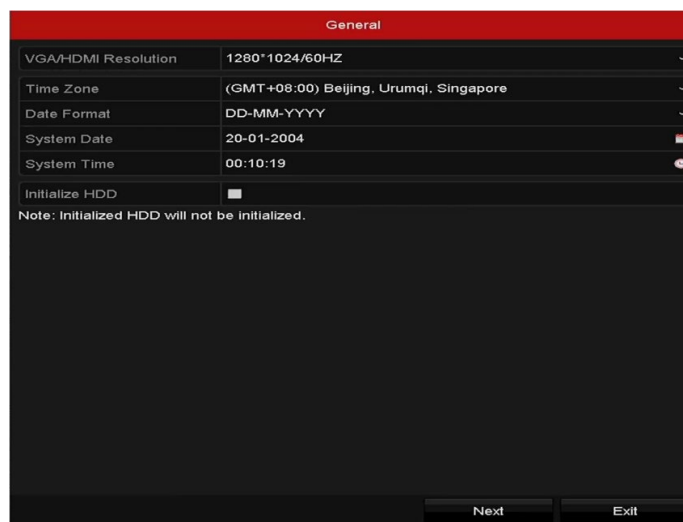 General
VGA/HDMI Resolution 1280*1024/60HZ
Time Zone (GMT+08:00) Beijing, Urumqi, Singapore
Date Format DD-MM-YYYY
System Date 20-01-2004
System Time 00:10:19
Initialize HDD
Note: Initialized HDD will not be initialized.
Next Exit